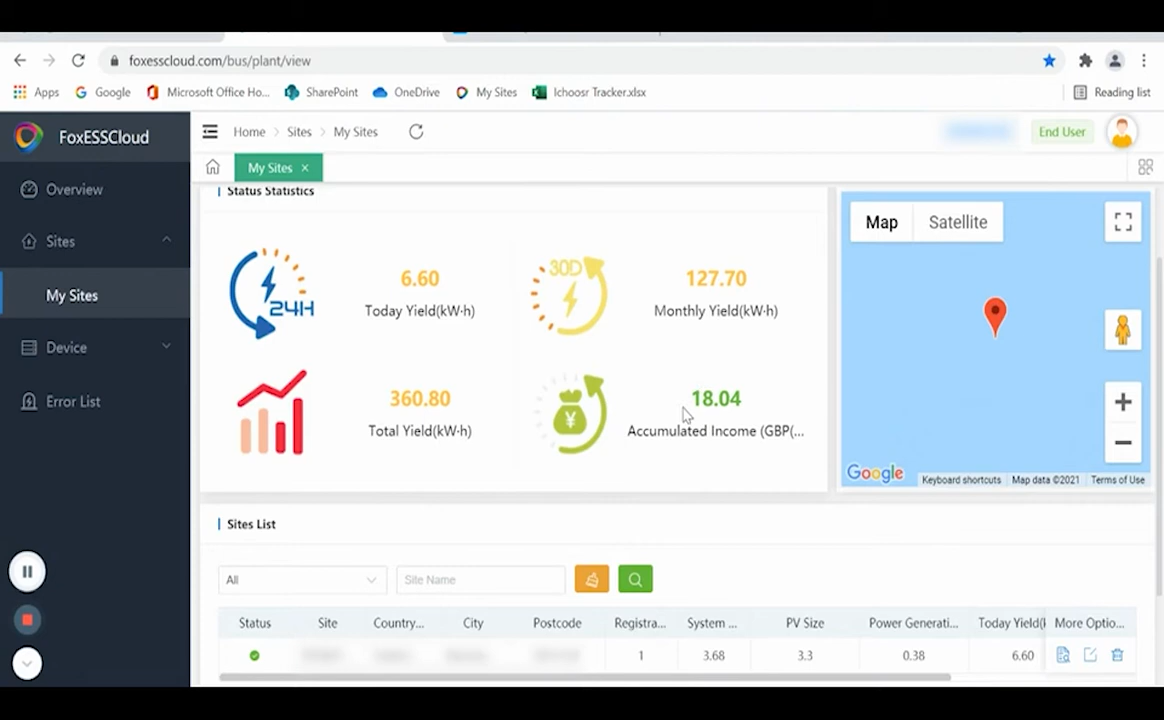 foxesscloud.com/bus/plant/view
Apps Google Microsoft Office Ho... SharePoint OneDrive My Sites Ichoosr Tracker.xlsx Reading list
FoxESSCloud
Home > Sites > My Sites
End User
My Sites ×
Overview
Sites
My Sites
Device
Error List
Status Statistics
24H
6.60
Today Yield(kW·h)
30D
127.70
Monthly Yield(kW·h)
360.80
Total Yield(kW·h)
¥
18.04
Accumulated Income (GBP(...
Map Satellite
+
−
Google
Keyboard shortcuts Map data ©2021 Terms of Use
Sites List
All
Site Name
Status Site Country... City Postcode Registra... System ... PV Size Power Generati... Today Yield(k More Optio...
1 3.68 3.3 0.38 6.60